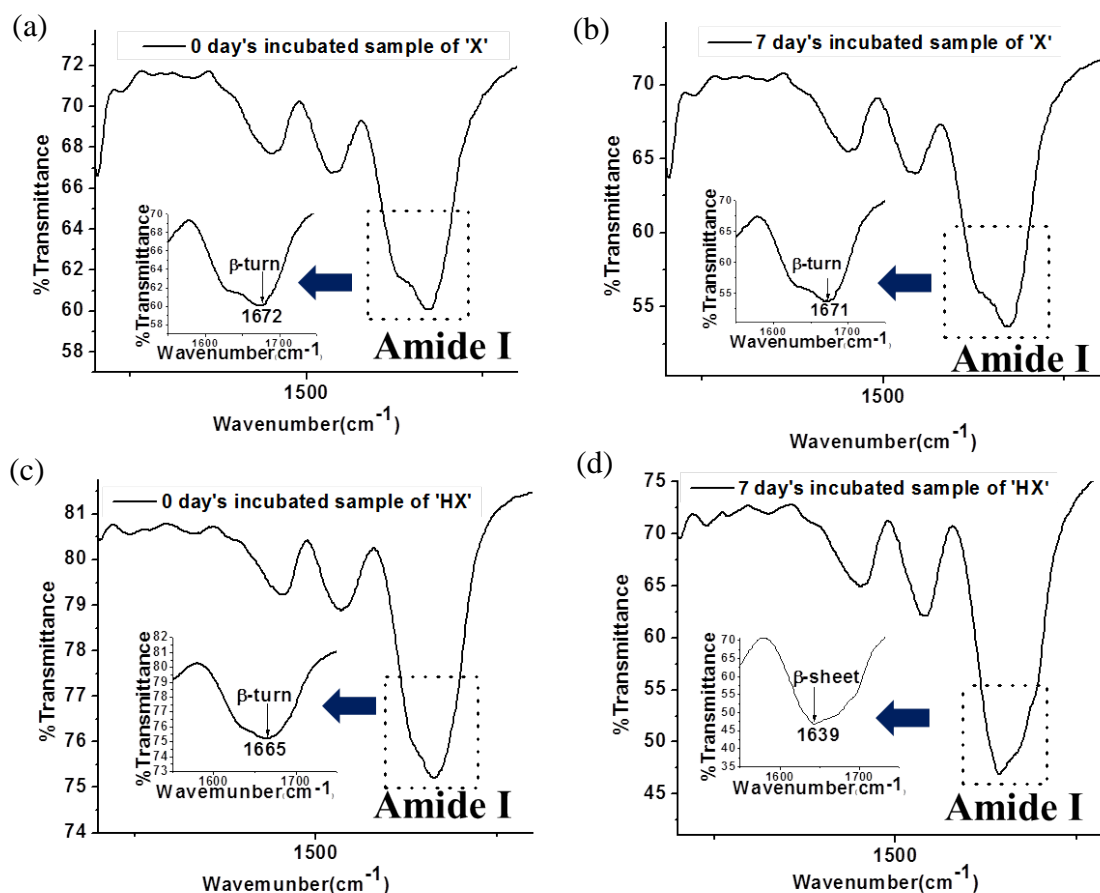 (a)
0 day's incubated sample of 'X'
72
70
68
66
64
62
60
58
%Transmittance
70
69
68
67
66
65
64
63
62
61
60
59
58
%Transmittance
β-turn
1672
1600
1700
Wavenumber(cm-1)
Amide I
1500
Wavenumber(cm-1)
(b)
7 day's incubated sample of 'X'
70
65
60
55
%Transmittance
70
65
60
55
%Transmittance
β-turn
1671
1600
1700
Wavenumber(cm-1)
Amide I
1500
Wavenumber(cm-1)
(c)
0 day's incubated sample of 'HX'
81
80
79
78
77
76
75
74
%Transmittance
82
81
80
79
78
77
76
75
74
73
%Transmittance
β-turn
1665
1600
1700
Wavemunber(cm-1)
Amide I
1500
Wavemunber(cm-1)
(d)
7 day's incubated sample of 'HX'
75
70
65
60
55
50
45
%Transmittance
70
65
60
55
50
45
40
35
%Transmittance
β-sheet
1639
1600
1700
Wavenumber(cm-1)
Amide I
1500
Wavenumber(cm-1)